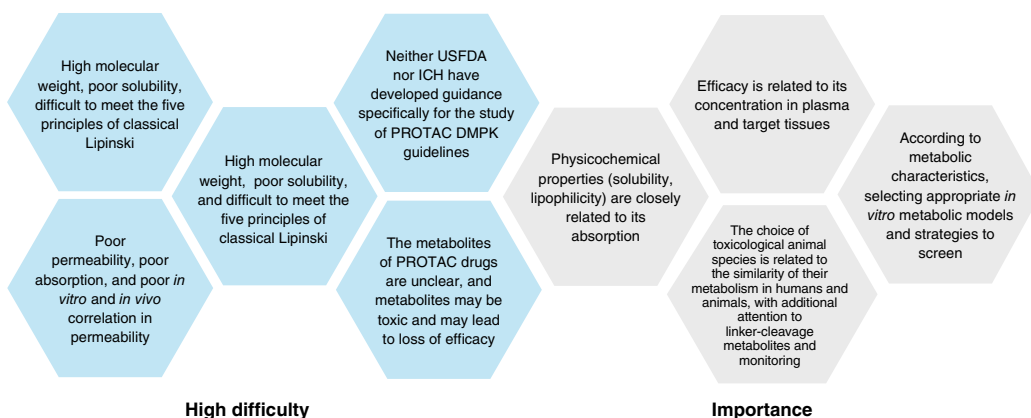 High molecular
weight, poor solubility,
difficult to meet the five
principles of classical
Lipinski
Poor
permeability, poor
absorption, and poor in
vitro and in vivo
correlation in
permeability
High molecular
weight,  poor solubility,
and difficult to meet the
five principles of
classical Lipinski
Neither USFDA
nor ICH have
developed guidance
specifically for the study
of PROTAC DMPK
guidelines
The metabolites
of PROTAC drugs
are unclear, and
metabolites may be
toxic and may lead
to loss of efficacy
Physicochemical
properties (solubility,
lipophilicity) are closely
related to its
absorption
Efficacy is related to its
concentration in plasma
and target tissues
The choice of
toxicological animal
species is related to
the similarity of their
metabolism in humans and
animals, with additional
attention to
linker-cleavage
metabolites and
monitoring
According to
metabolic
characteristics,
selecting appropriate in
vitro metabolic models
and strategies to
screen
High difficulty
Importance